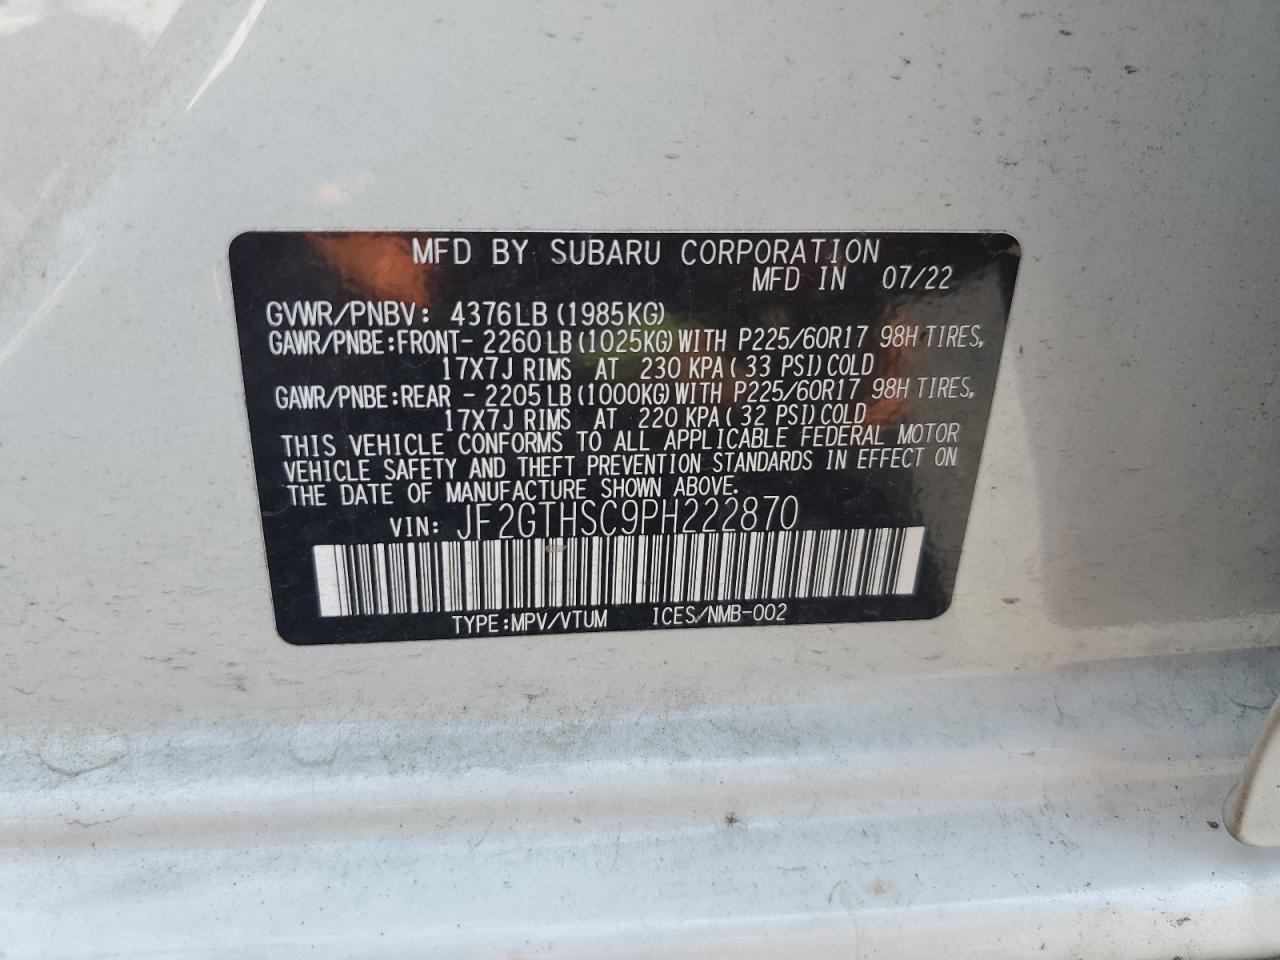 MFD BY SUBARU CORPORATION
MFD IN 07/22
GVWR/PNBV: 4376LB(1985KG)
GAWR/PNBE:FRONT- 2260LB(1025KG)WITH P225/60R17 98H TIRES,
17X7J RIMS AT 230 KPA( 33 PSI)COLD
GAWR/PNBE:REAR - 2205LB(1000KG)WITH P225/60R17 98H TIRES,
17X7J RIMS AT 220 KPA( 32 PSI)COLD
THIS VEHICLE CONFORMS TO ALL APPLICABLE FEDERAL MOTOR
VEHICLE SAFETY AND THEFT PREVENTION STANDARDS IN EFFECT ON
THE DATE OF MANUFACTURE SHOWN ABOVE.
VIN: JF2GTHSC9PH222870
TYPE:MPV/VTUM ICES/NMB-002